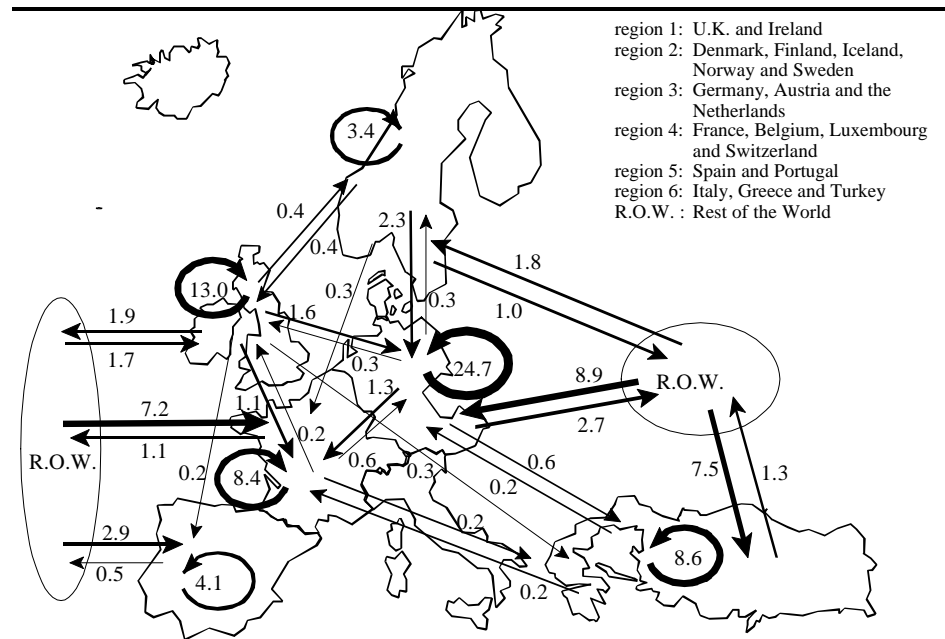 region 1: U.K. and Ireland
region 2: Denmark, Finland, Iceland,
Norway and Sweden
region 3: Germany, Austria and the
Netherlands
region 4: France, Belgium, Luxembourg
and Switzerland
region 5: Spain and Portugal
region 6: Italy, Greece and Turkey
R.O.W. : Rest of the World
3.4
0.4
2.3
0.4
1.8
0.3
13.0
0.3
1.0
1.9
1.6
1.7
0.3
24.7
R.O.W.
8.9
1.3
7.2
1.1
2.7
0.2
1.1
0.6
R.O.W.
0.6
0.3
7.5
1.3
0.2
8.4
0.2
0.2
2.9
8.6
0.5
4.1
0.2